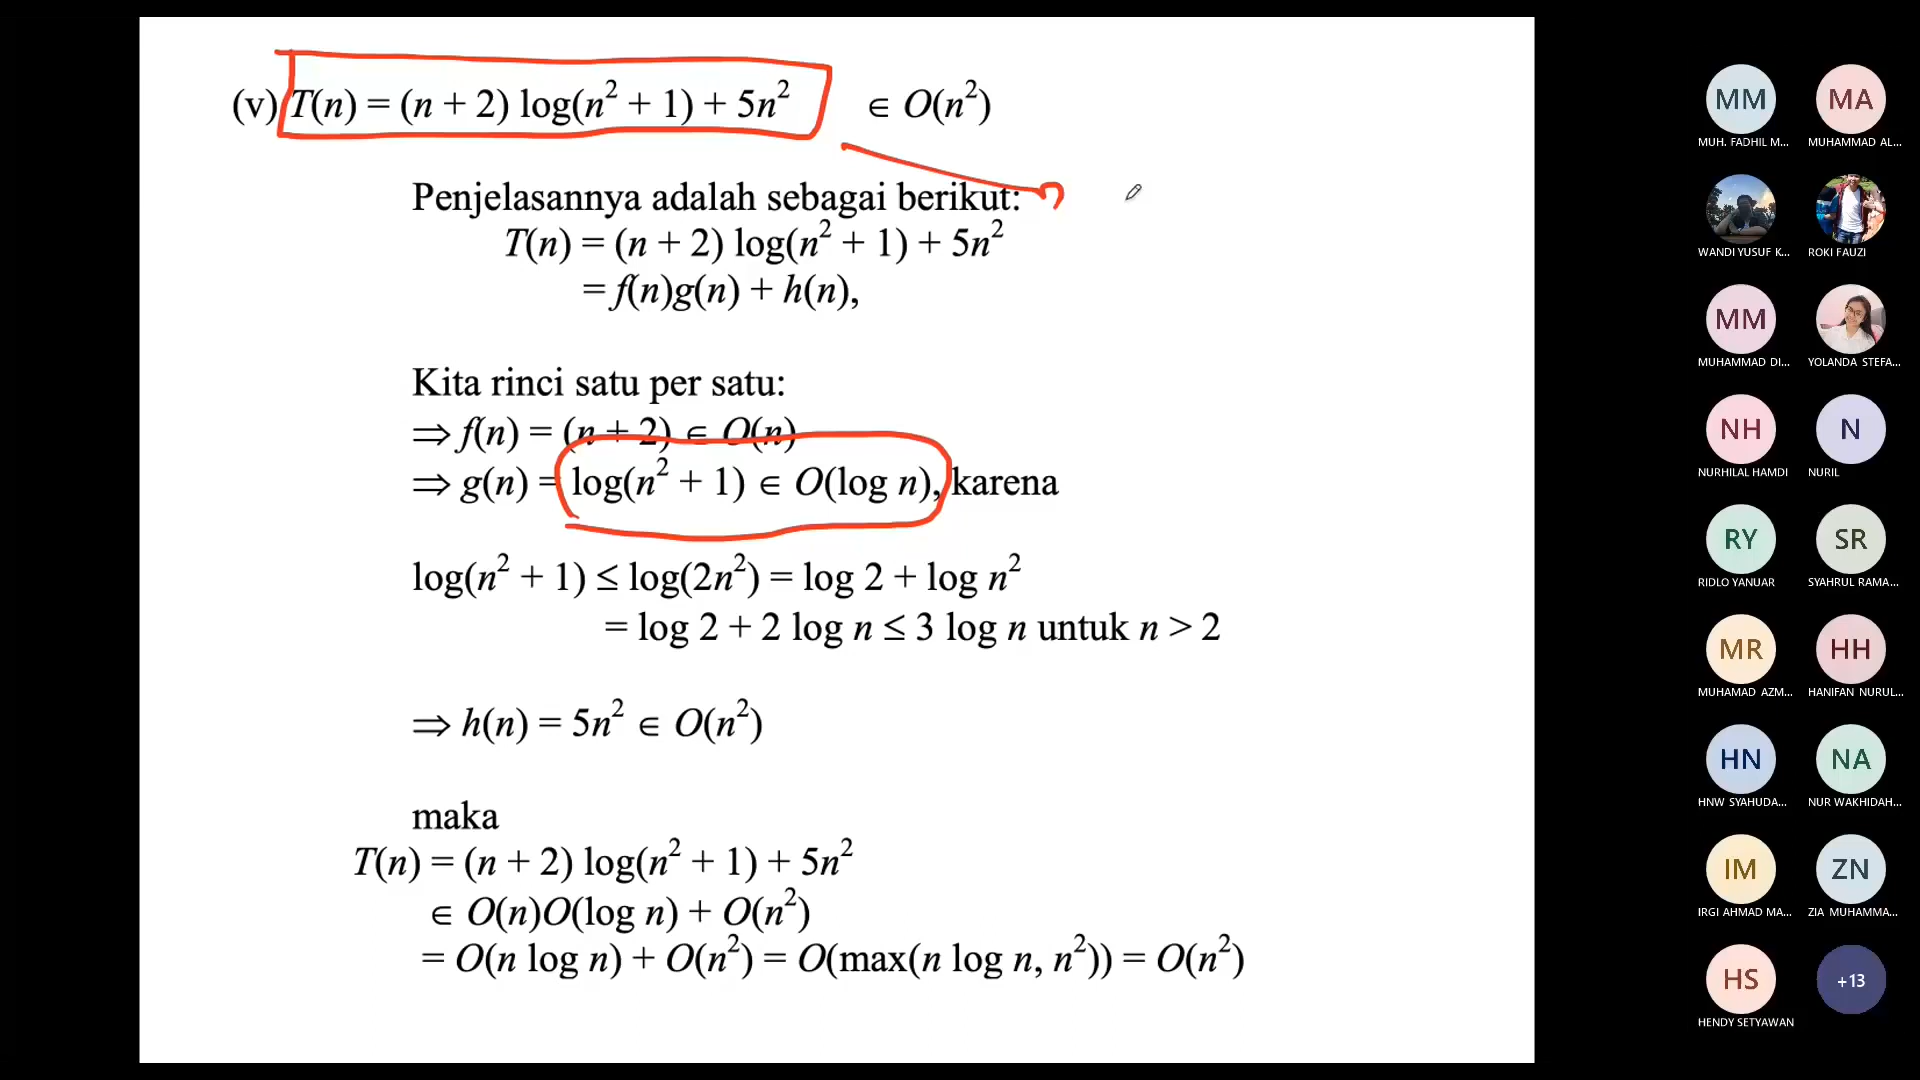 (v) T(n) = (n + 2) log(n² + 1) + 5n² ∈ O(n²)
Penjelasannya adalah sebagai berikut:
T(n) = (n + 2) log(n² + 1) + 5n²
= f(n)g(n) + h(n),
Kita rinci satu per satu:
⇒ f(n) = (n + 2) ∈ O(n)
⇒ g(n) = log(n² + 1) ∈ O(log n), karena
log(n² + 1) ≤ log(2n²) = log 2 + log n²
= log 2 + 2 log n ≤ 3 log n untuk n > 2
⇒ h(n) = 5n² ∈ O(n²)
maka
T(n) = (n + 2) log(n² + 1) + 5n²
∈ O(n)O(log n) + O(n²)
= O(n log n) + O(n²) = O(max(n log n, n²)) = O(n²)
MM MA
MUH. FADHIL M... MUHAMMAD AL...
WANDI YUSUF K... ROKI FAUZI
MM
MUHAMMAD DI... YOLANDA STEFA...
NH N
NURHILAL HAMDI NURIL
RY SR
RIDLO YANUAR SYAHRUL RAMA...
MR HH
MUHAMAD AZM... HANIFAN NURUL...
HN NA
HNW SYAHUDA... NUR WAKHIDAH...
IM ZN
IRGI AHMAD MA... ZIA MUHAMMA...
HS +13
HENDY SETYAWAN